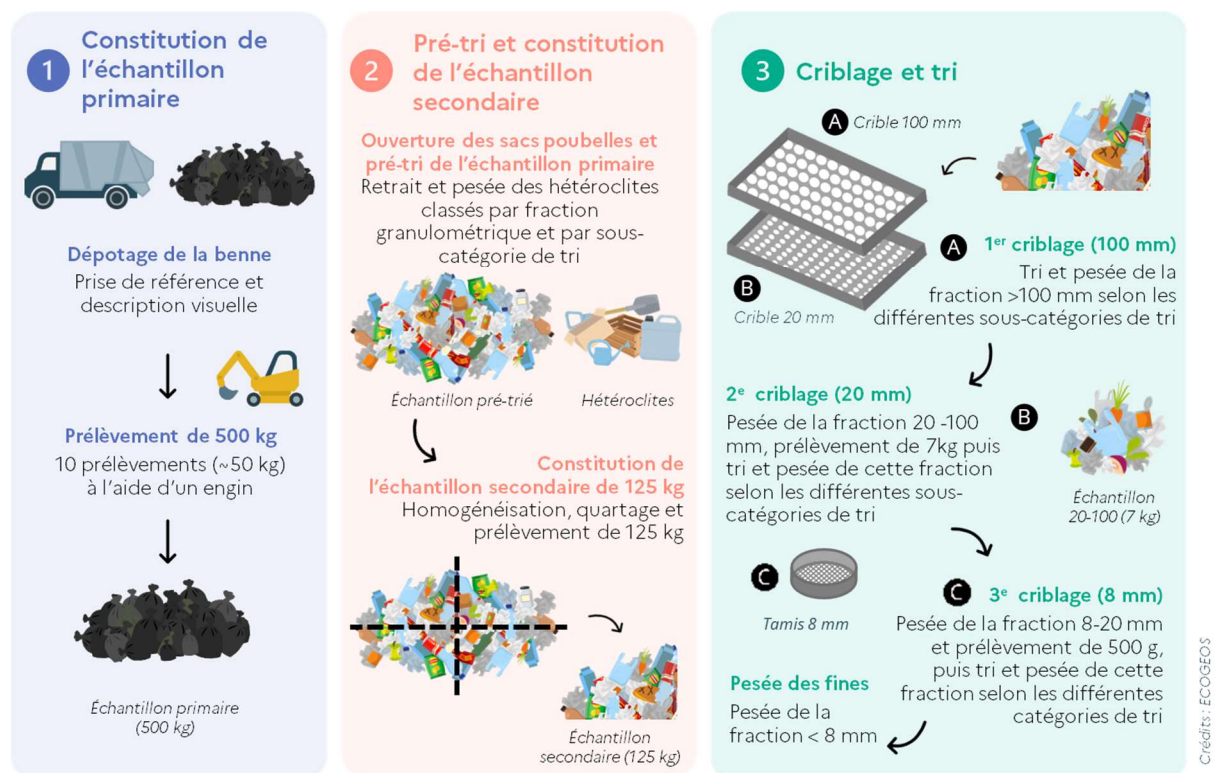 1
Constitution de
l'échantillon
primaire
Dépotage de la benne
Prise de référence et
description visuelle
Prélèvement de 500 kg
10 prélèvements (~50 kg)
à l'aide d'un engin
Échantillon primaire
(500 kg)
2
Pré-tri et constitution
de l'échantillon
secondaire
Ouverture des sacs poubelles et
pré-tri de l'échantillon primaire
Retrait et pesée des hétéroclites
classés par fraction
granulométrique et par sous-
catégorie de tri
Échantillon pré-trié
Hétéroclites
Constitution de
l'échantillon secondaire de 125 kg
Homogénéisation, quartage et
prélèvement de 125 kg
Échantillon
secondaire (125 kg)
3
Criblage et tri
A Crible 100 mm
B
Crible 20 mm
A
1er criblage (100 mm)
Tri et pesée de la
fraction >100 mm selon les
différentes sous-catégories de tri
2e criblage (20 mm)
Pesée de la fraction 20 -100
mm, prélèvement de 7kg puis
tri et pesée de cette fraction
selon les différentes sous-
catégories de tri
B
Échantillon
20-100 (7 kg)
C
Tamis 8 mm
C
3e criblage (8 mm)
Pesée de la fraction 8-20 mm
et prélèvement de 500 g,
puis tri et pesée de cette
fraction selon les différentes
catégories de tri
Pesée des fines
Pesée de la
fraction < 8 mm
Crédits : ECOGEOS